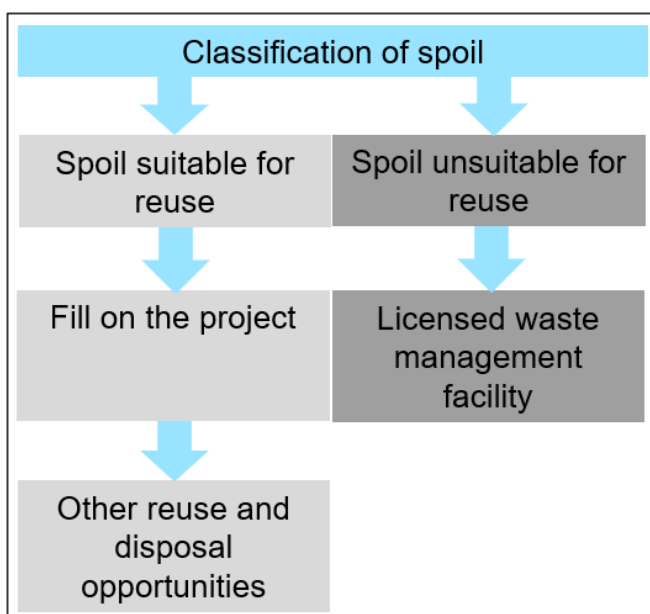 Classification of spoil
Spoil suitable for
reuse
Spoil unsuitable for
reuse
Fill on the project
Licensed waste
management
facility
Other reuse and
disposal
opportunities